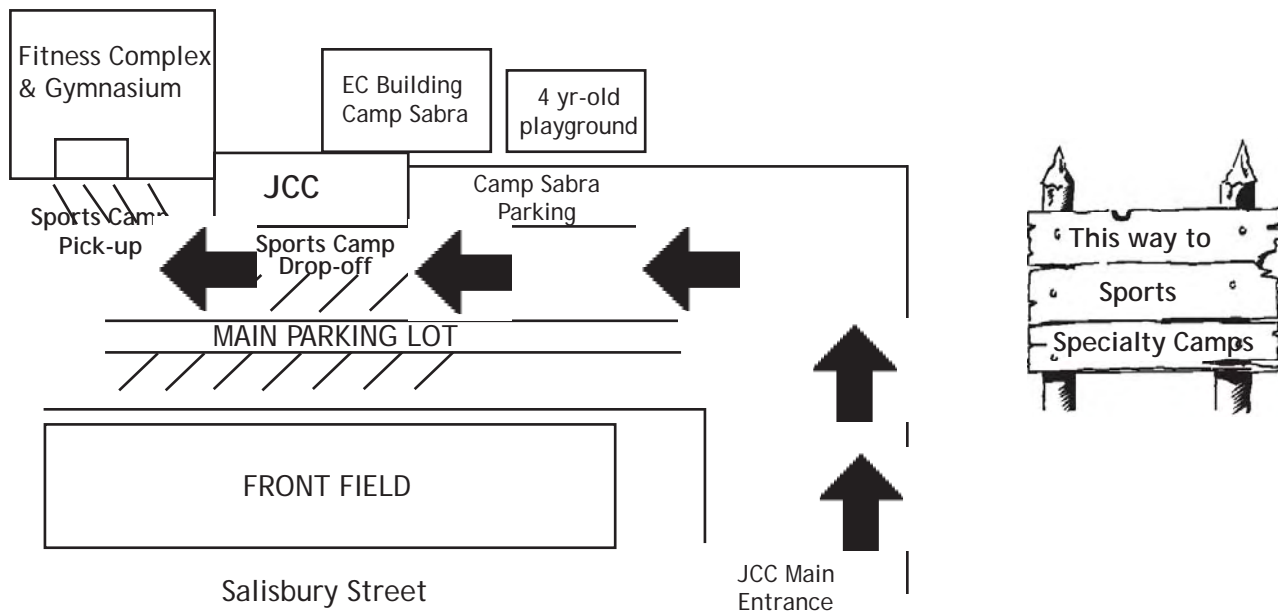 Fitness Complex
& Gymnasium
EC Building
Camp Sabra
4 yr-old
playground
JCC
Camp Sabra
Parking
Sports Camp
Pick-up
Sports Camp
Drop-off
MAIN PARKING LOT
FRONT FIELD
Salisbury Street
JCC Main
Entrance
This way to
Sports
Specialty Camps